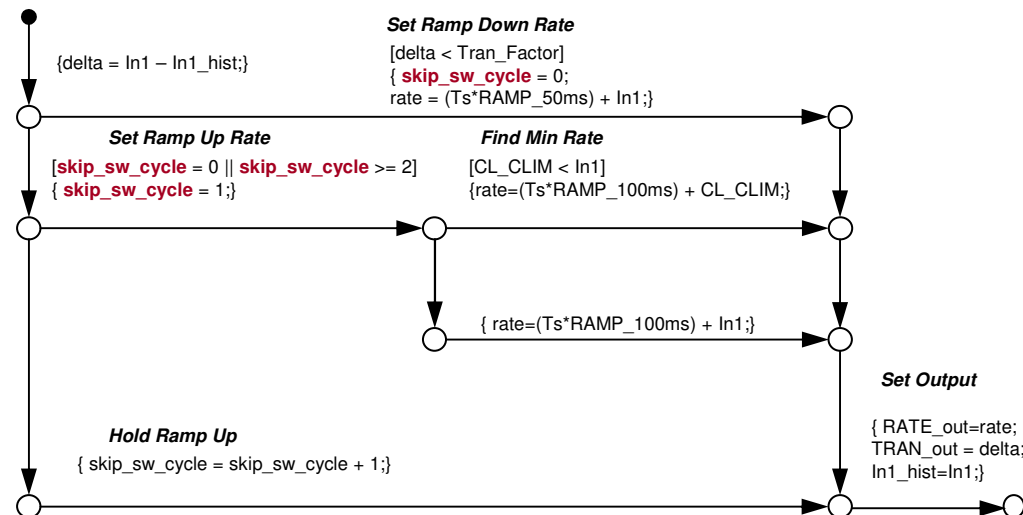 Set Ramp Down Rate
{delta = In1 – In1_hist;}
[delta < Tran_Factor]
{ skip_sw_cycle = 0;
rate = (Ts*RAMP_50ms) + In1;}
Set Ramp Up Rate
[skip_sw_cycle = 0 || skip_sw_cycle >= 2]
{ skip_sw_cycle = 1;}
Find Min Rate
[CL_CLIM < In1]
{rate=(Ts*RAMP_100ms) + CL_CLIM;}
{ rate=(Ts*RAMP_100ms) + In1;}
Set Output
{ RATE_out=rate;
TRAN_out = delta;
In1_hist=In1;}
Hold Ramp Up
{ skip_sw_cycle = skip_sw_cycle + 1;}